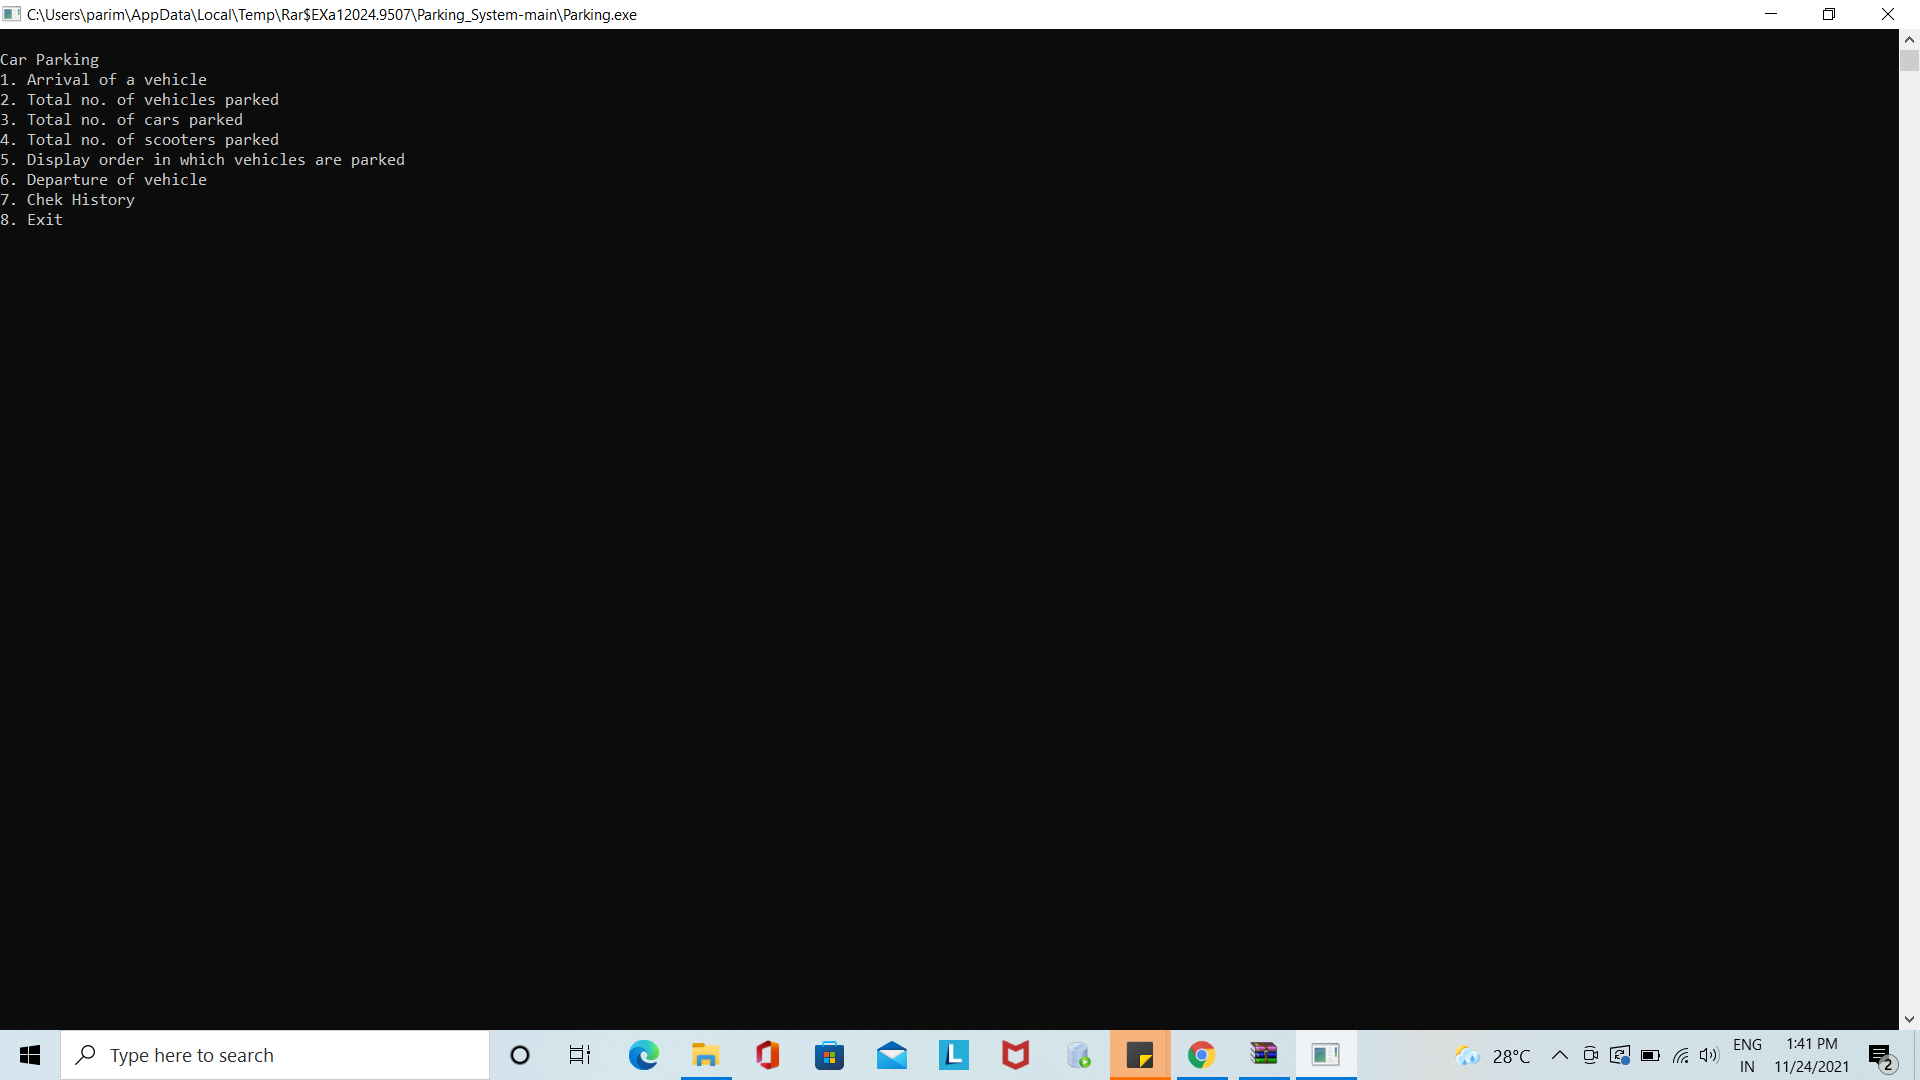 C:\Users\parim\AppData\Local\Temp\Rar$EXa12024.9507\Parking_System-main\Parking.exe
Car Parking
1. Arrival of a vehicle
2. Total no. of vehicles parked
3. Total no. of cars parked
4. Total no. of scooters parked
5. Display order in which vehicles are parked
6. Departure of vehicle
7. Chek History
8. Exit
Type here to search
L
28°C
ENG
IN
1:41 PM
11/24/2021
2